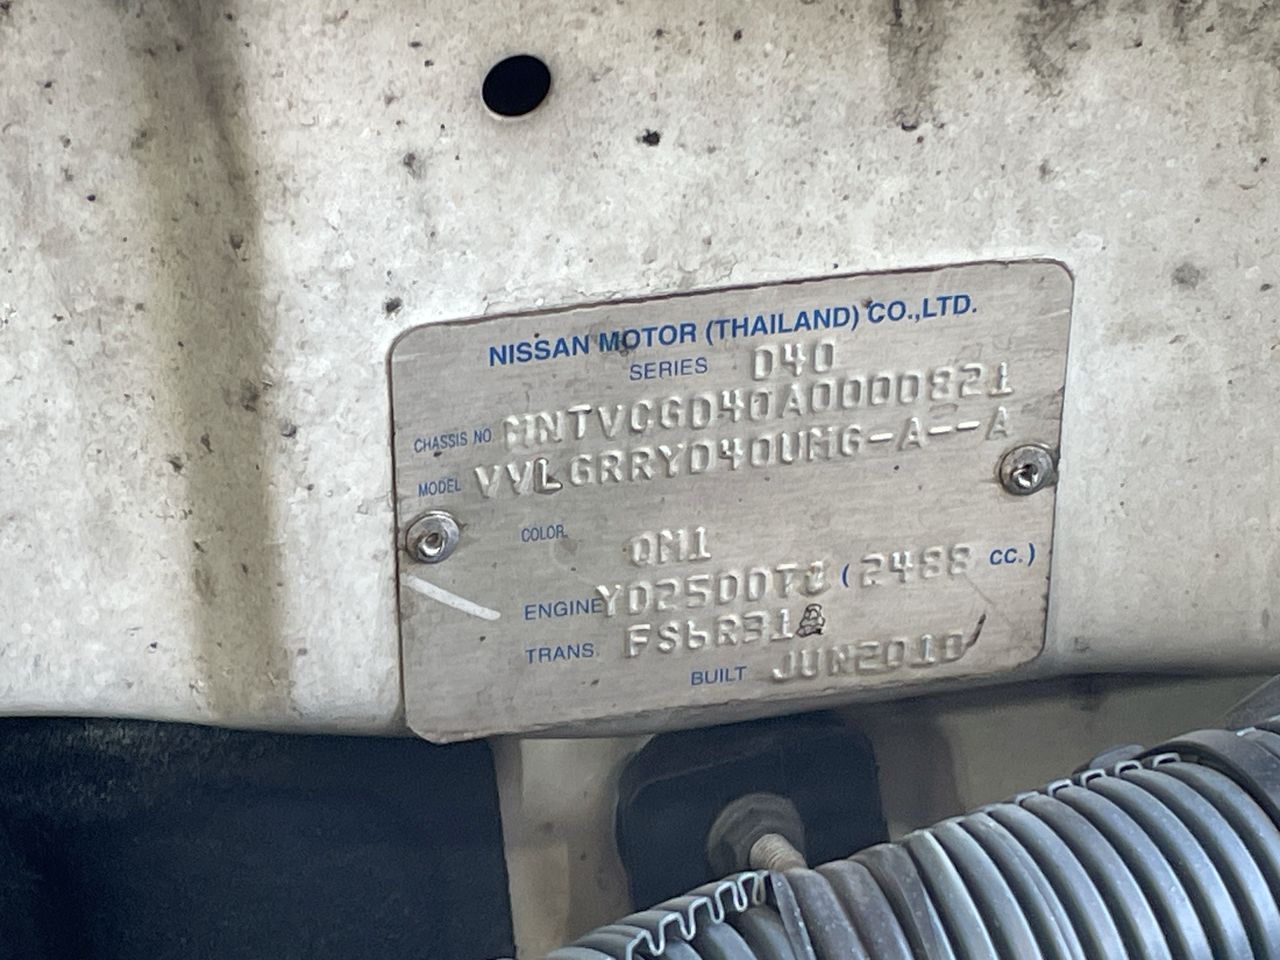 NISSAN MOTOR (THAILAND) CO.,LTD.
SERIES D40
CHASSIS NO MNTVCGD40A0000821
MODEL VVLGRRYD40UMG-A--A
COLOR QM1
ENGINE YD25DDT (2488 CC.)
TRANS FS6R31
BUILT JUN2010